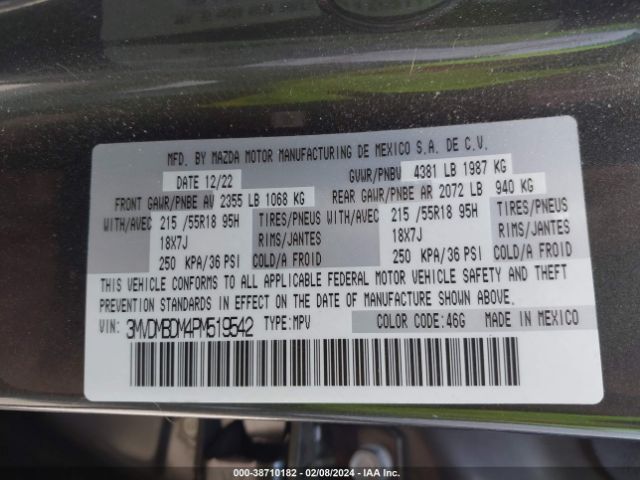 MFD. BY MAZDA MOTOR MANUFACTURING DE MEXICO S.A. DE C.V.
DATE 12/22 GVWR/PNBV 4381 LB 1987 KG
FRONT GAWR/PNBE AV 2355 LB 1068 KG REAR GAWR/PNBE AR 2072 LB 940 KG
WITH/AVEC 215 /55R18 95H TIRES/PNEUS WITH/AVEC 215 /55R18 95H TIRES/PNEUS
18X7J RIMS/JANTES 18X7J RIMS/JANTES
250 KPA/36 PSI COLD/A FROID 250 KPA/36 PSI COLD/A FROID
THIS VEHICLE CONFORMS TO ALL APPLICABLE FEDERAL MOTOR VEHICLE SAFETY AND THEFT
PREVENTION STANDARDS IN EFFECT ON THE DATE OF MANUFACTURE SHOWN ABOVE.
VIN: 3MVDMBDM4PM519542 TYPE:MPV COLOR CODE:46G MADE IN MEXICO
000-38710182 - 02/08/2024 - IAA Inc.